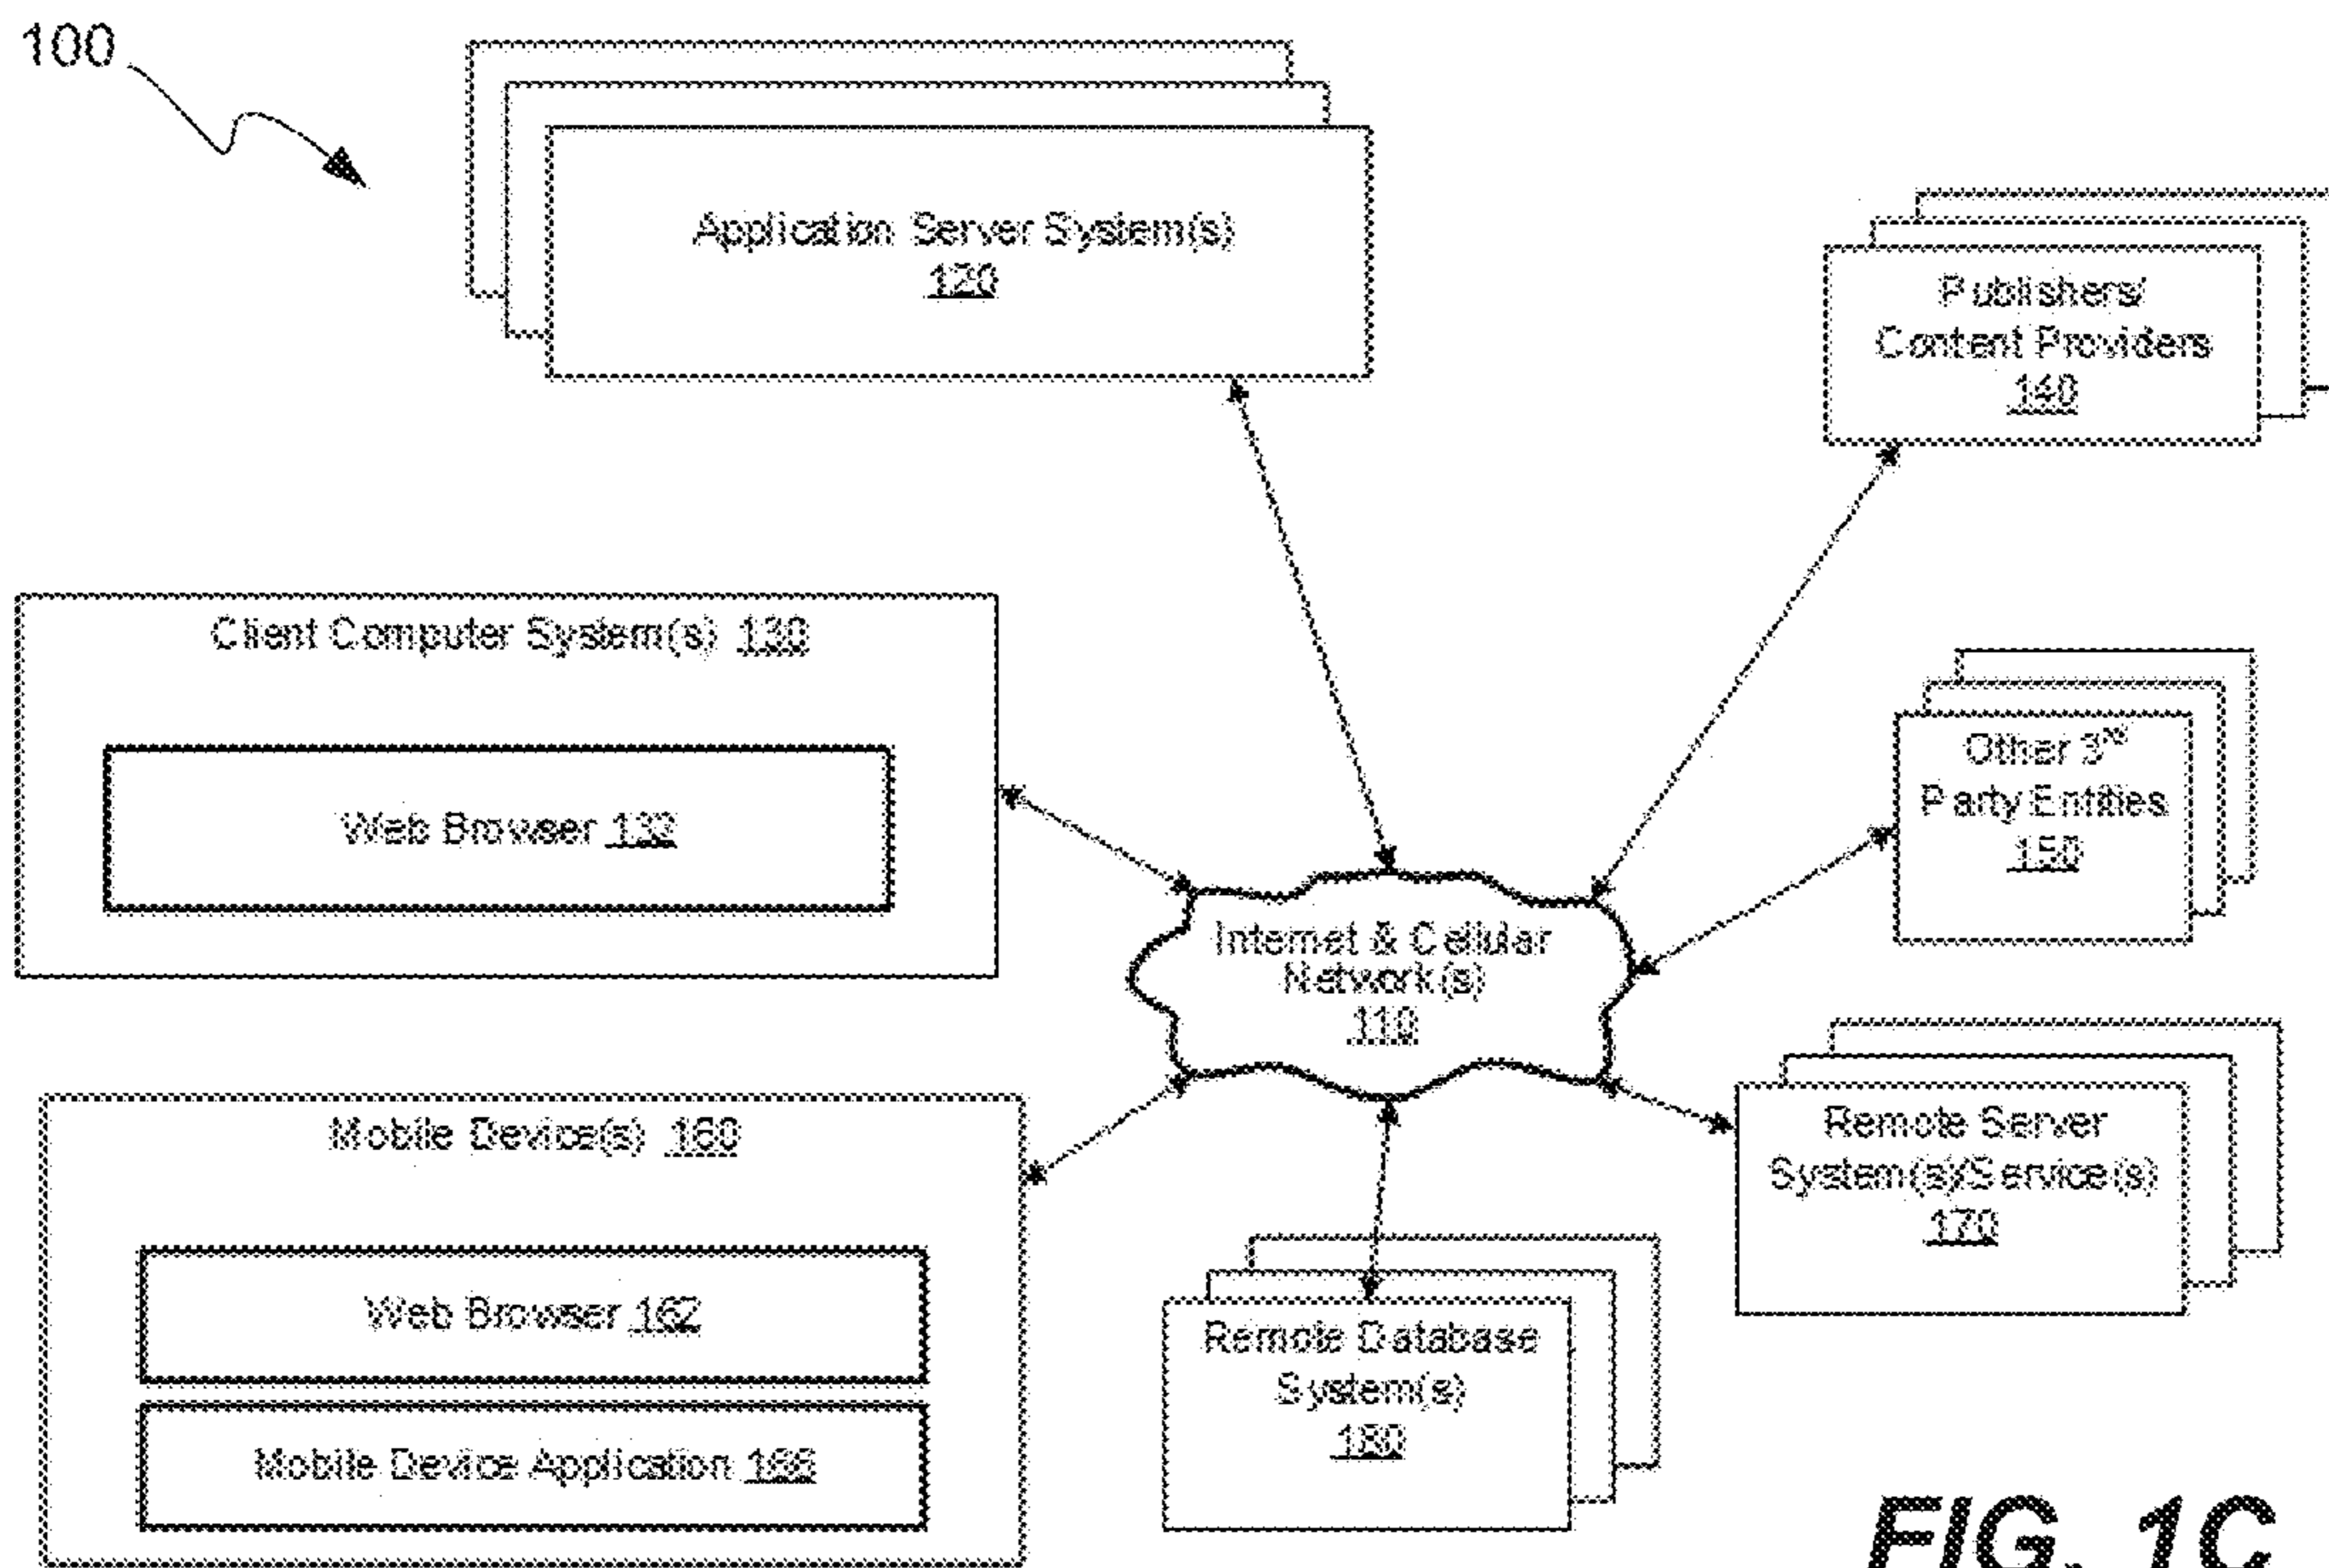 100
Application Server System(s)
120
Publishers/
Content Providers
140
Client Computer System(s) 130
Web Browser 132
Other 3rd
Party Entities
150
Internet & Cellular
Network(s)
110
Mobile Device(s) 160
Web Browser 162
Mobile Device Application 166
Remote Server
System(s)/Service(s)
170
Remote Database
System(s)
180
FIG. 1C